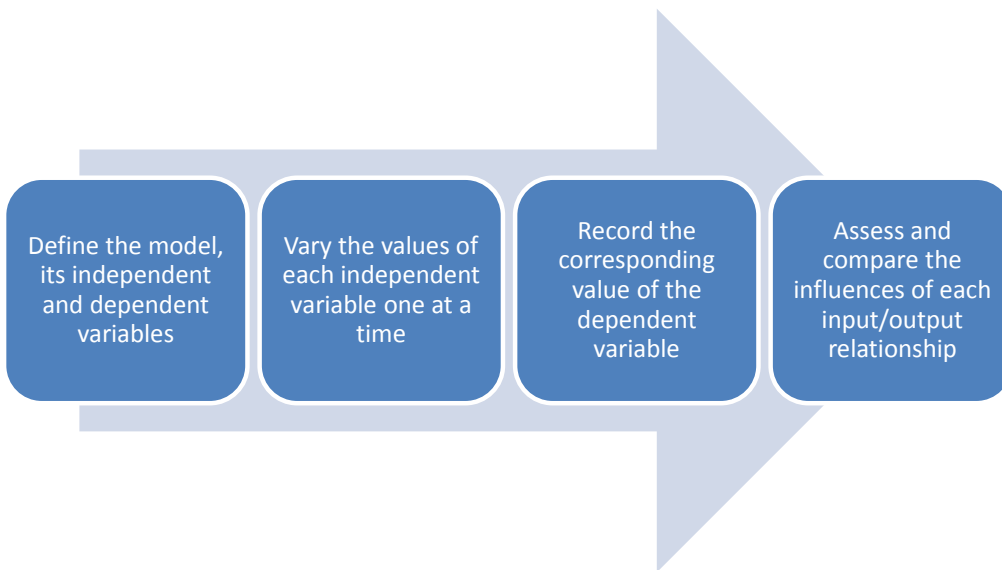 Define the model,
its independent
and dependent
variables
Vary the values of
each independent
variable one at a
time
Record the
corresponding
value of the
dependent
variable
Assess and
compare the
influences of each
input/output
relationship